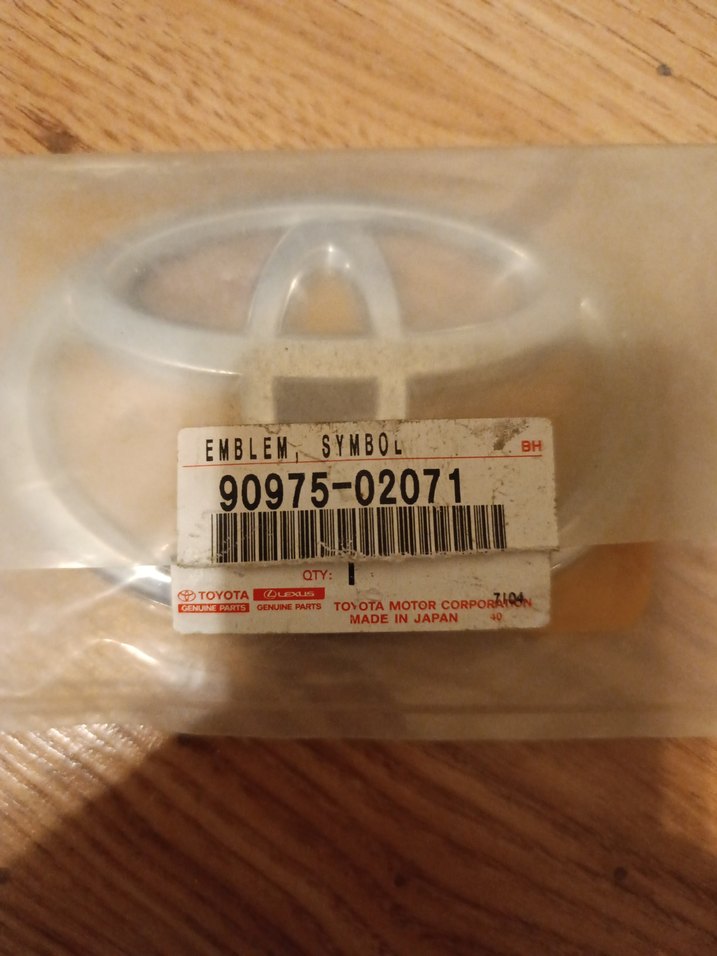 EMBLEM, SYMBOL
BH
90975-02071
QTY: 1
TOYOTA
GENUINE PARTS
LEXUS
GENUINE PARTS
TOYOTA MOTOR CORPORATION
MADE IN JAPAN
7104